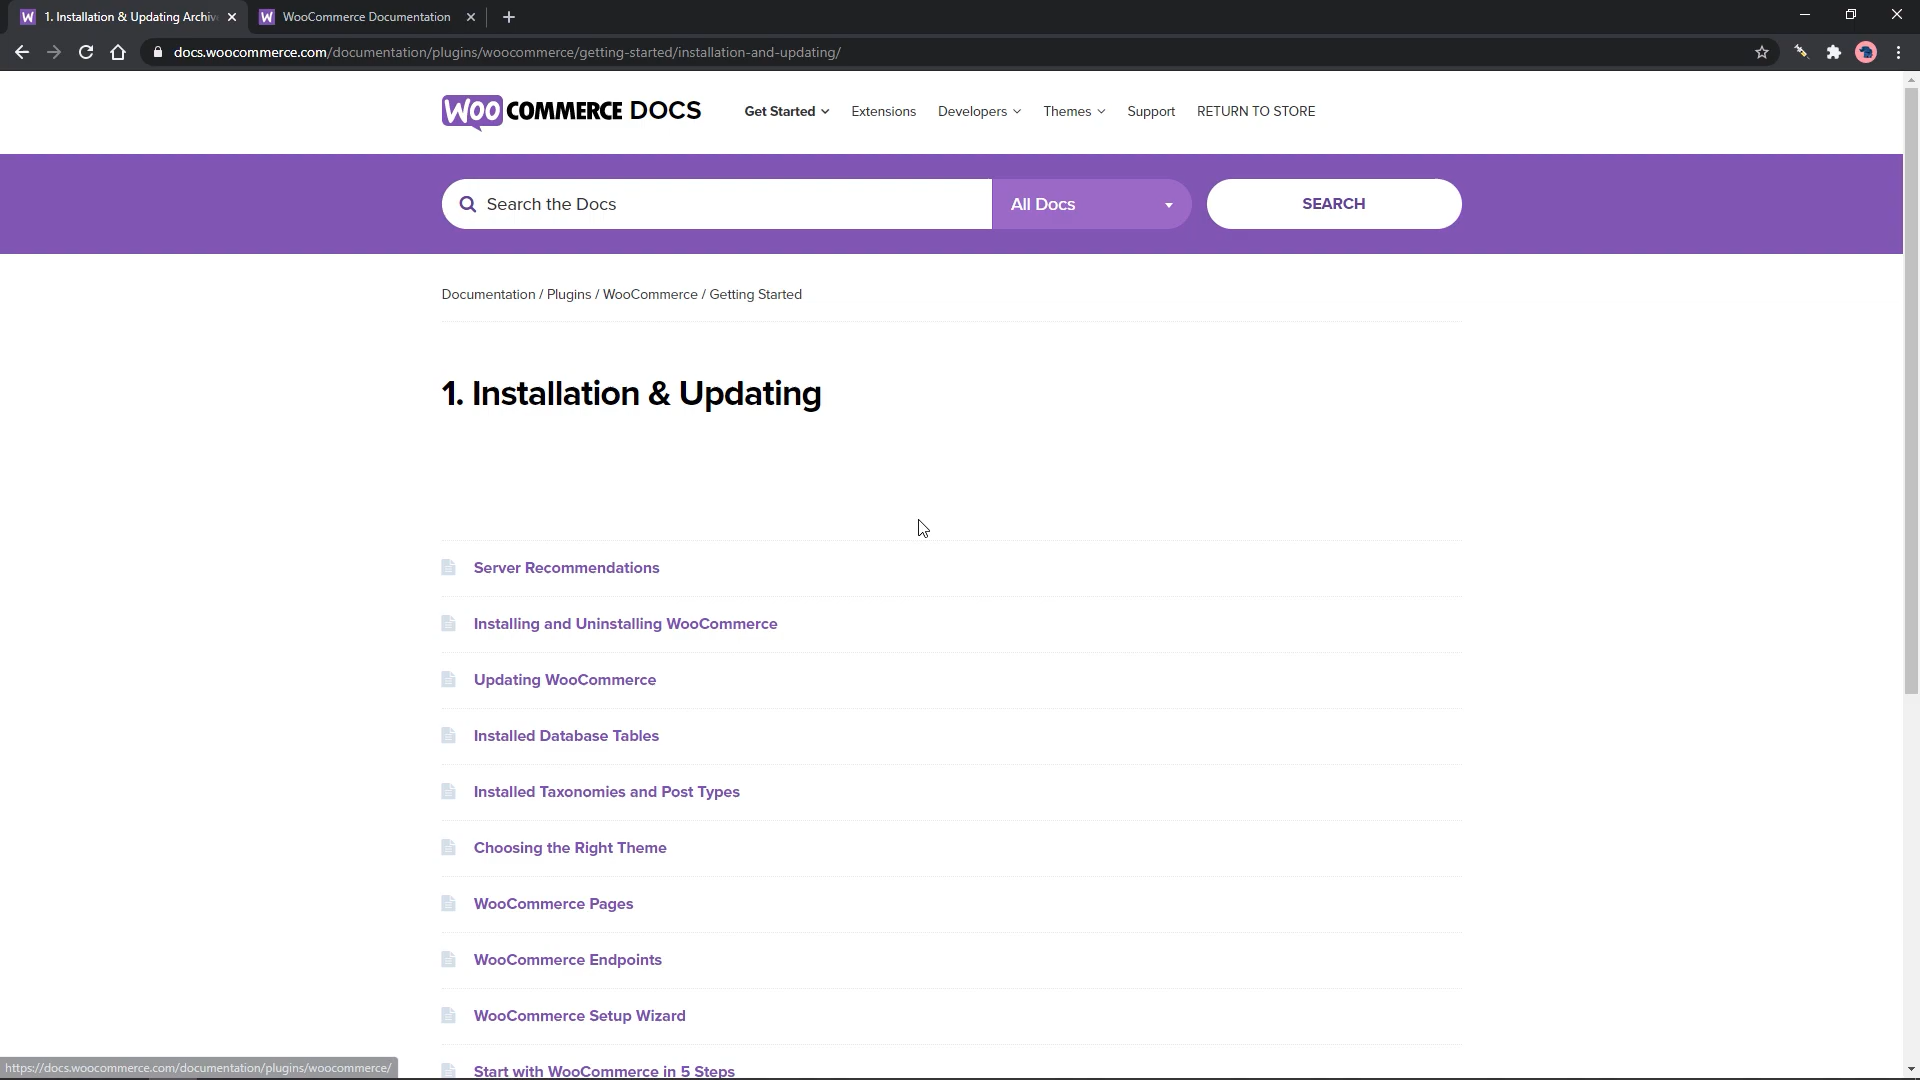 1. Installation & Updating Archiv
WooCommerce Documentation
docs.woocommerce.com/documentation/plugins/woocommerce/getting-started/installation-and-updating/
WOO COMMERCE DOCS
Get Started
Extensions
Developers
Themes
Support
RETURN TO STORE
Search the Docs
All Docs
SEARCH
Documentation / Plugins / WooCommerce / Getting Started
1. Installation & Updating
Server Recommendations
Installing and Uninstalling WooCommerce
Updating WooCommerce
Installed Database Tables
Installed Taxonomies and Post Types
Choosing the Right Theme
WooCommerce Pages
WooCommerce Endpoints
WooCommerce Setup Wizard
Start with WooCommerce in 5 Steps
https://docs.woocommerce.com/documentation/plugins/woocommerce/